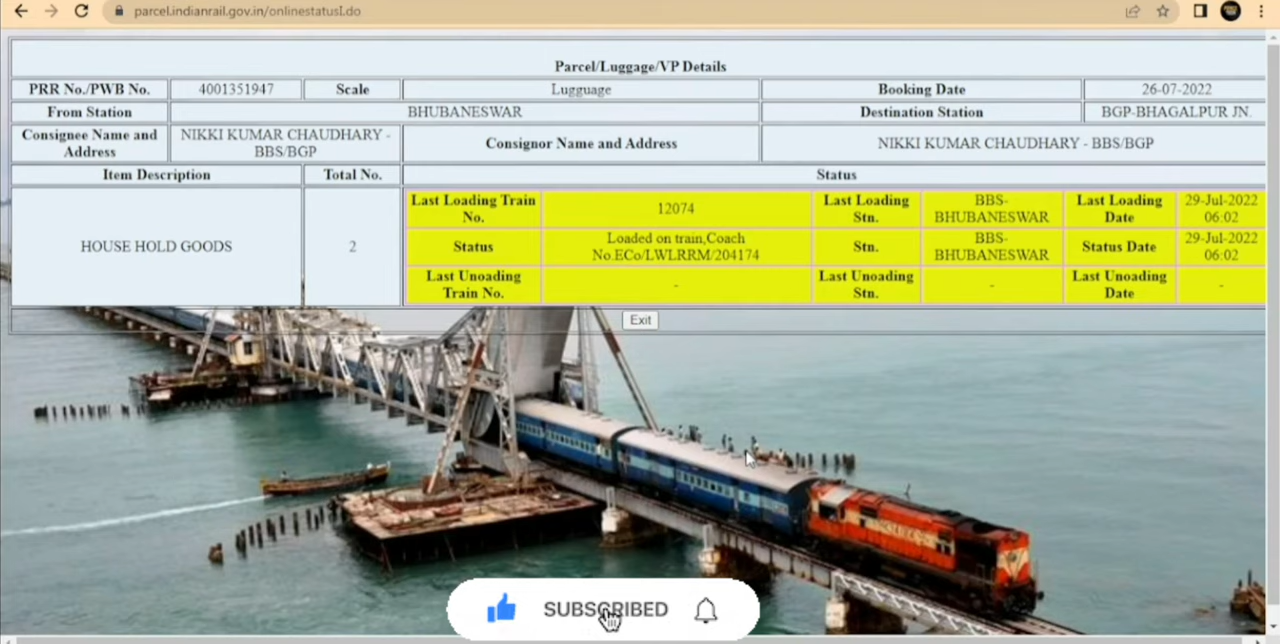 parcel.indianrail.gov.in/onlinestatusI.do
Parcel/Luggage/VP Details
PRR No./PWB No. 4001351947 Scale Lugguage Booking Date 26-07-2022
From Station BHUBANESWAR Destination Station BGP-BHAGALPUR JN.
Consignee Name and Address NIKKI KUMAR CHAUDHARY - BBS/BGP Consignor Name and Address NIKKI KUMAR CHAUDHARY - BBS/BGP
Item Description Total No. Status
HOUSE HOLD GOODS 2
Last Loading Train No. 12074 Last Loading Stn. BBS-BHUBANESWAR Last Loading Date 29-Jul-2022 06:02
Status Loaded on train,Coach No.ECo/LWLRRM/204174 Stn. BBS-BHUBANESWAR Status Date 29-Jul-2022 06:02
Last Unoading Train No. - Last Unoading Stn. - Last Unoading Date -
Exit
SUBSCRIBED